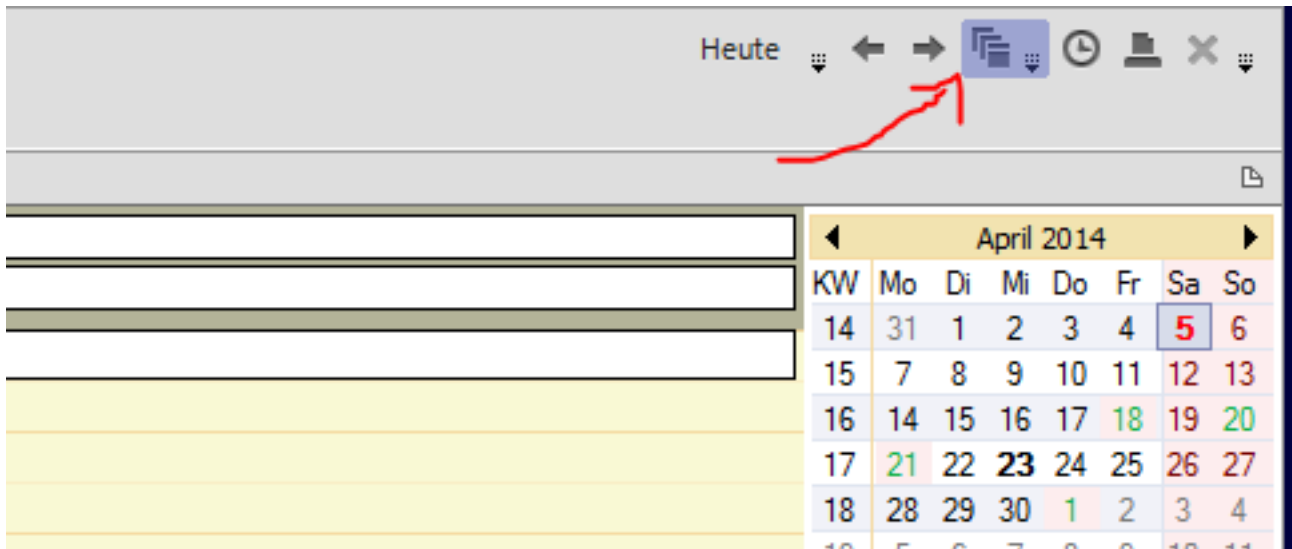 Heute
April 2014
KW Mo Di Mi Do Fr Sa So
14 31 1 2 3 4 5 6
15 7 8 9 10 11 12 13
16 14 15 16 17 18 19 20
17 21 22 23 24 25 26 27
18 28 29 30 1 2 3 4